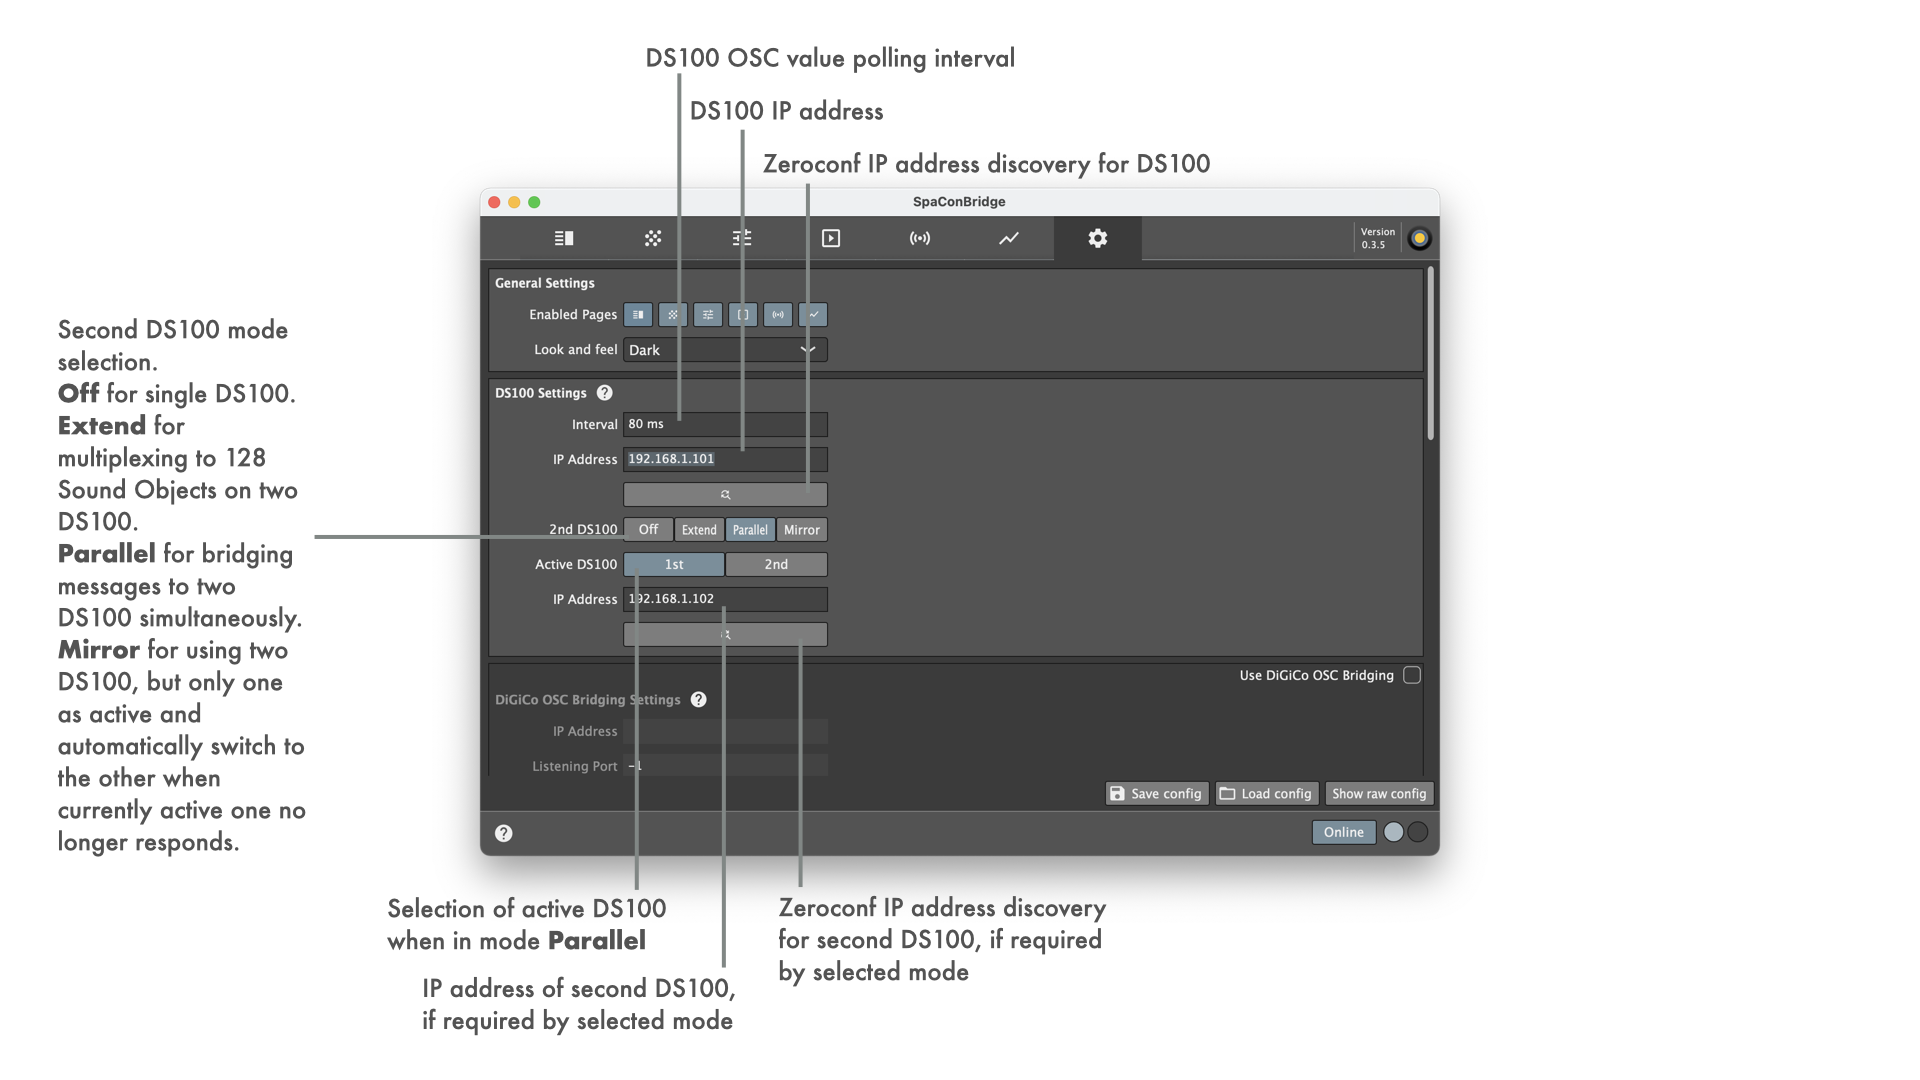 DS100 OSC value polling interval
DS100 IP address
Zeroconf IP address discovery for DS100
SpaConBridge
Version
0.3.5
General Settings
Enabled Pages
Look and feel Dark
DS100 Settings ?
Interval 80 ms
IP Address 192.168.1.101
2nd DS100 Off Extend Parallel Mirror
Active DS100 1st 2nd
IP Address 192.168.1.102
Use DiGiCo OSC Bridging
DiGiCo OSC Bridging Settings ?
IP Address
Listening Port -1
Save config Load config Show raw config
? Online
Second DS100 mode
selection.
Off for single DS100.
Extend for
multiplexing to 128
Sound Objects on two
DS100.
Parallel for bridging
messages to two
DS100 simultaneously.
Mirror for using two
DS100, but only one
as active and
automatically switch to
the other when
currently active one no
longer responds.
Selection of active DS100
when in mode Parallel
IP address of second DS100,
if required by selected mode
Zeroconf IP address discovery
for second DS100, if required
by selected mode